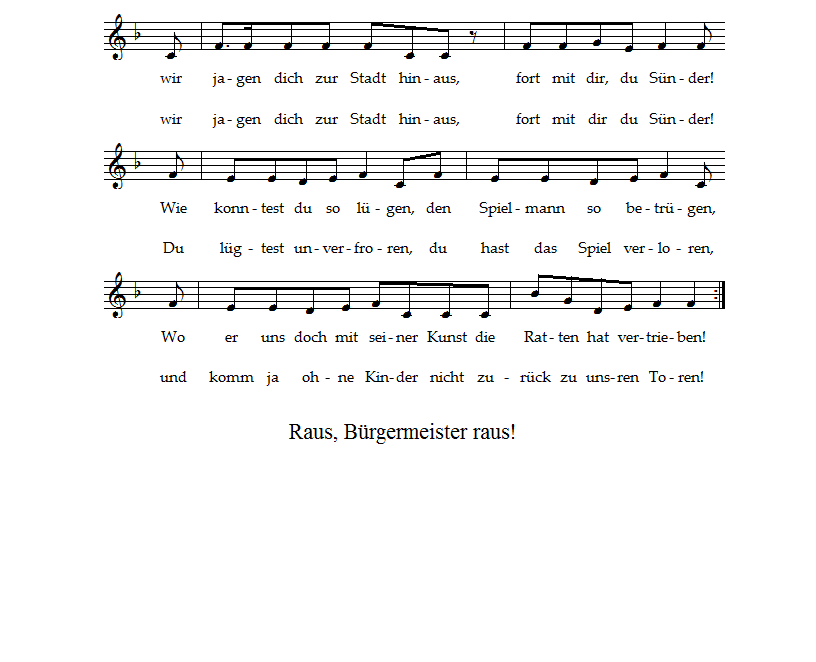 wir ja- gen dich zur Stadt hin- aus, fort mit dir, du Sün- der!
wir ja- gen dich zur Stadt hin - aus, fort mit dir du Sün - der!
Wie konn - test du so lü - gen, den Spiel - mann so be - trü - gen,
Du lüg - test un - ver - fro - ren, du hast das Spiel ver - lo - ren,
Wo er uns doch mit sei - ner Kunst die Rat - ten hat ver - trie - ben!
und komm ja oh - ne Kin - der nicht zu - rück zu uns - ren To - ren!
Raus, Bürgermeister raus!